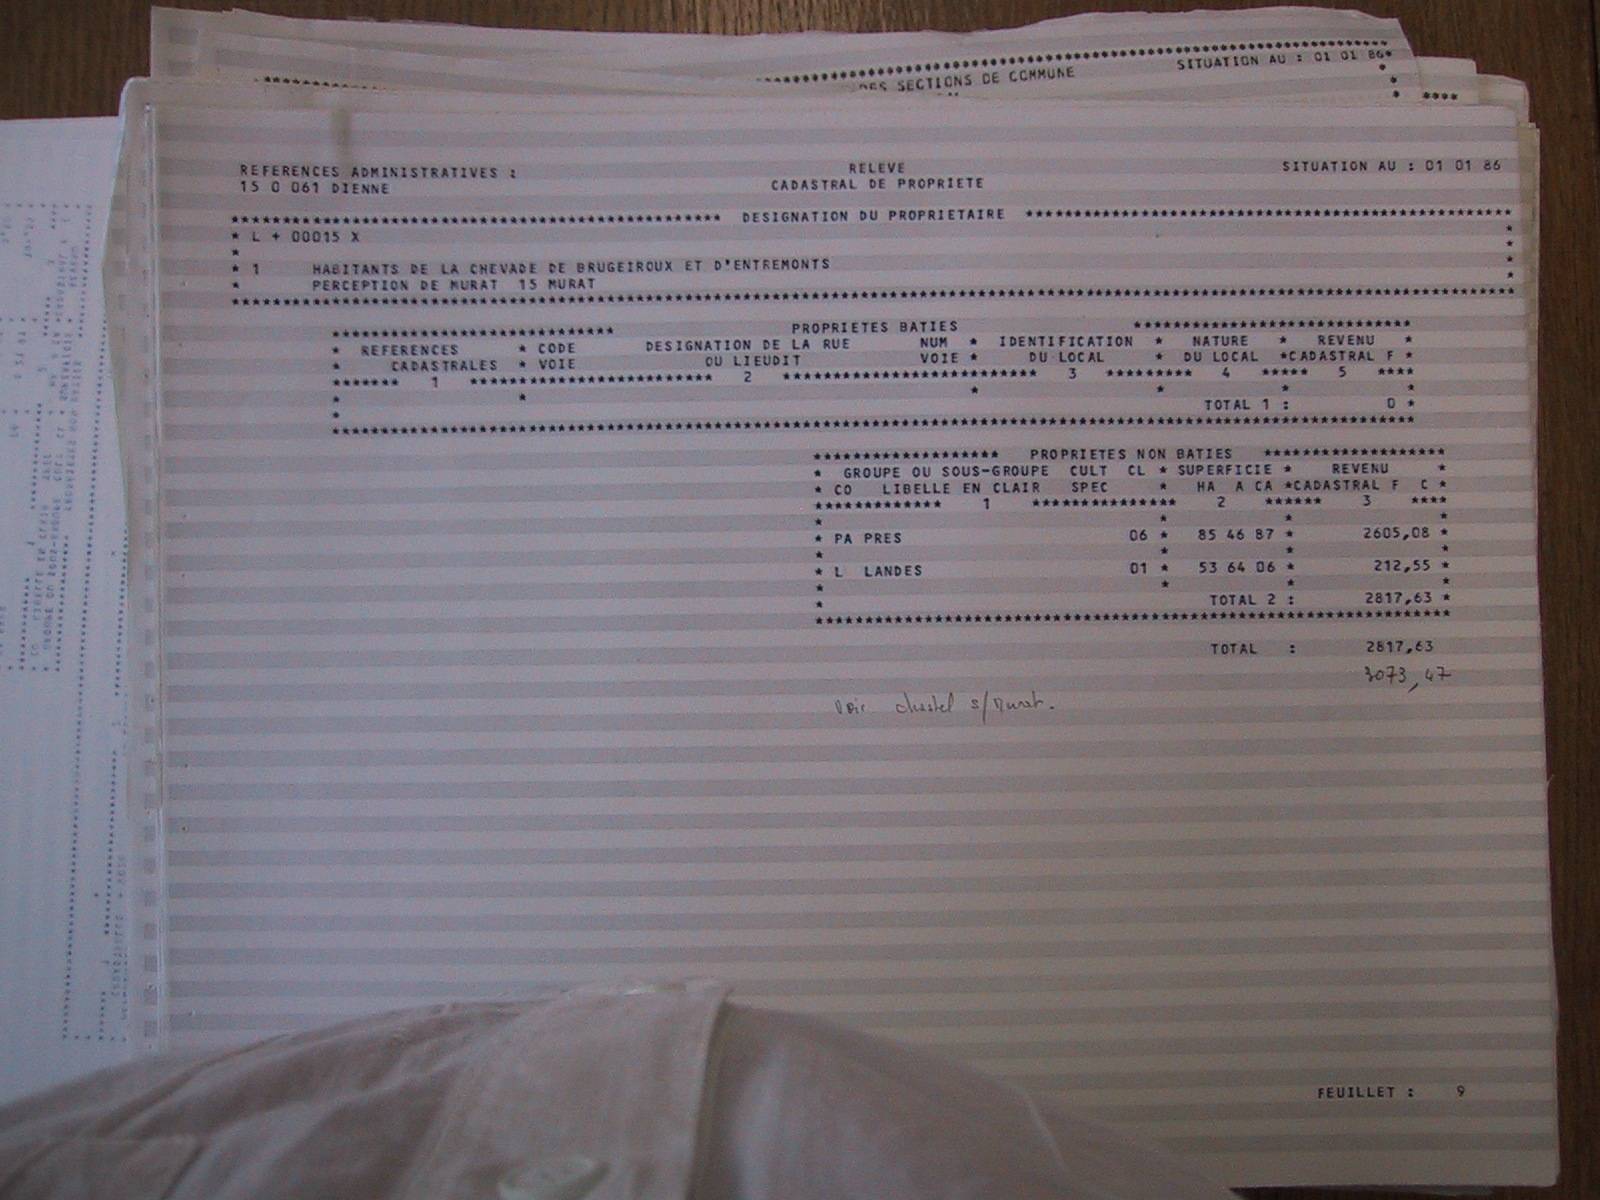 SITUATION AU : 01 01 86*
DES SECTIONS DE COMMUNE
REFERENCES ADMINISTRATIVES :
RELEVE
SITUATION AU : 01 01 86
15 0 061 DIENNE
CADASTRAL DE PROPRIETE
DESIGNATION DU PROPRIETAIRE
* L + 00015 X
* 1 HABITANTS DE LA CHEVADE DE BRUGEIROUX ET D'ENTREMONTS
* PERCEPTION DE MURAT 15 MURAT
PROPRIETES BATIES
* REFERENCES * CODE DESIGNATION DE LA RUE NUM * IDENTIFICATION * NATURE * REVENU *
* CADASTRALES * VOIE OU LIEUDIT VOIE * DU LOCAL * DU LOCAL *CADASTRAL F *
******* 1 ******* 2 ******* 3 ********* 4 ***** 5 ****
TOTAL 1 : 0 *
PROPRIETES NON BATIES
* GROUPE OU SOUS-GROUPE CULT CL * SUPERFICIE * REVENU *
* CO LIBELLE EN CLAIR SPEC * HA A CA *CADASTRAL F C *
************* 1 *************** 2 ****** 3 ****
* PA PRES 06 * 85 46 87 * 2605,08 *
* L LANDES 01 * 53 64 06 * 212,55 *
* TOTAL 2 : 2817,63 *
TOTAL : 2817,63
3073,47
Voir chastel s/Murat.
FEUILLET : 9